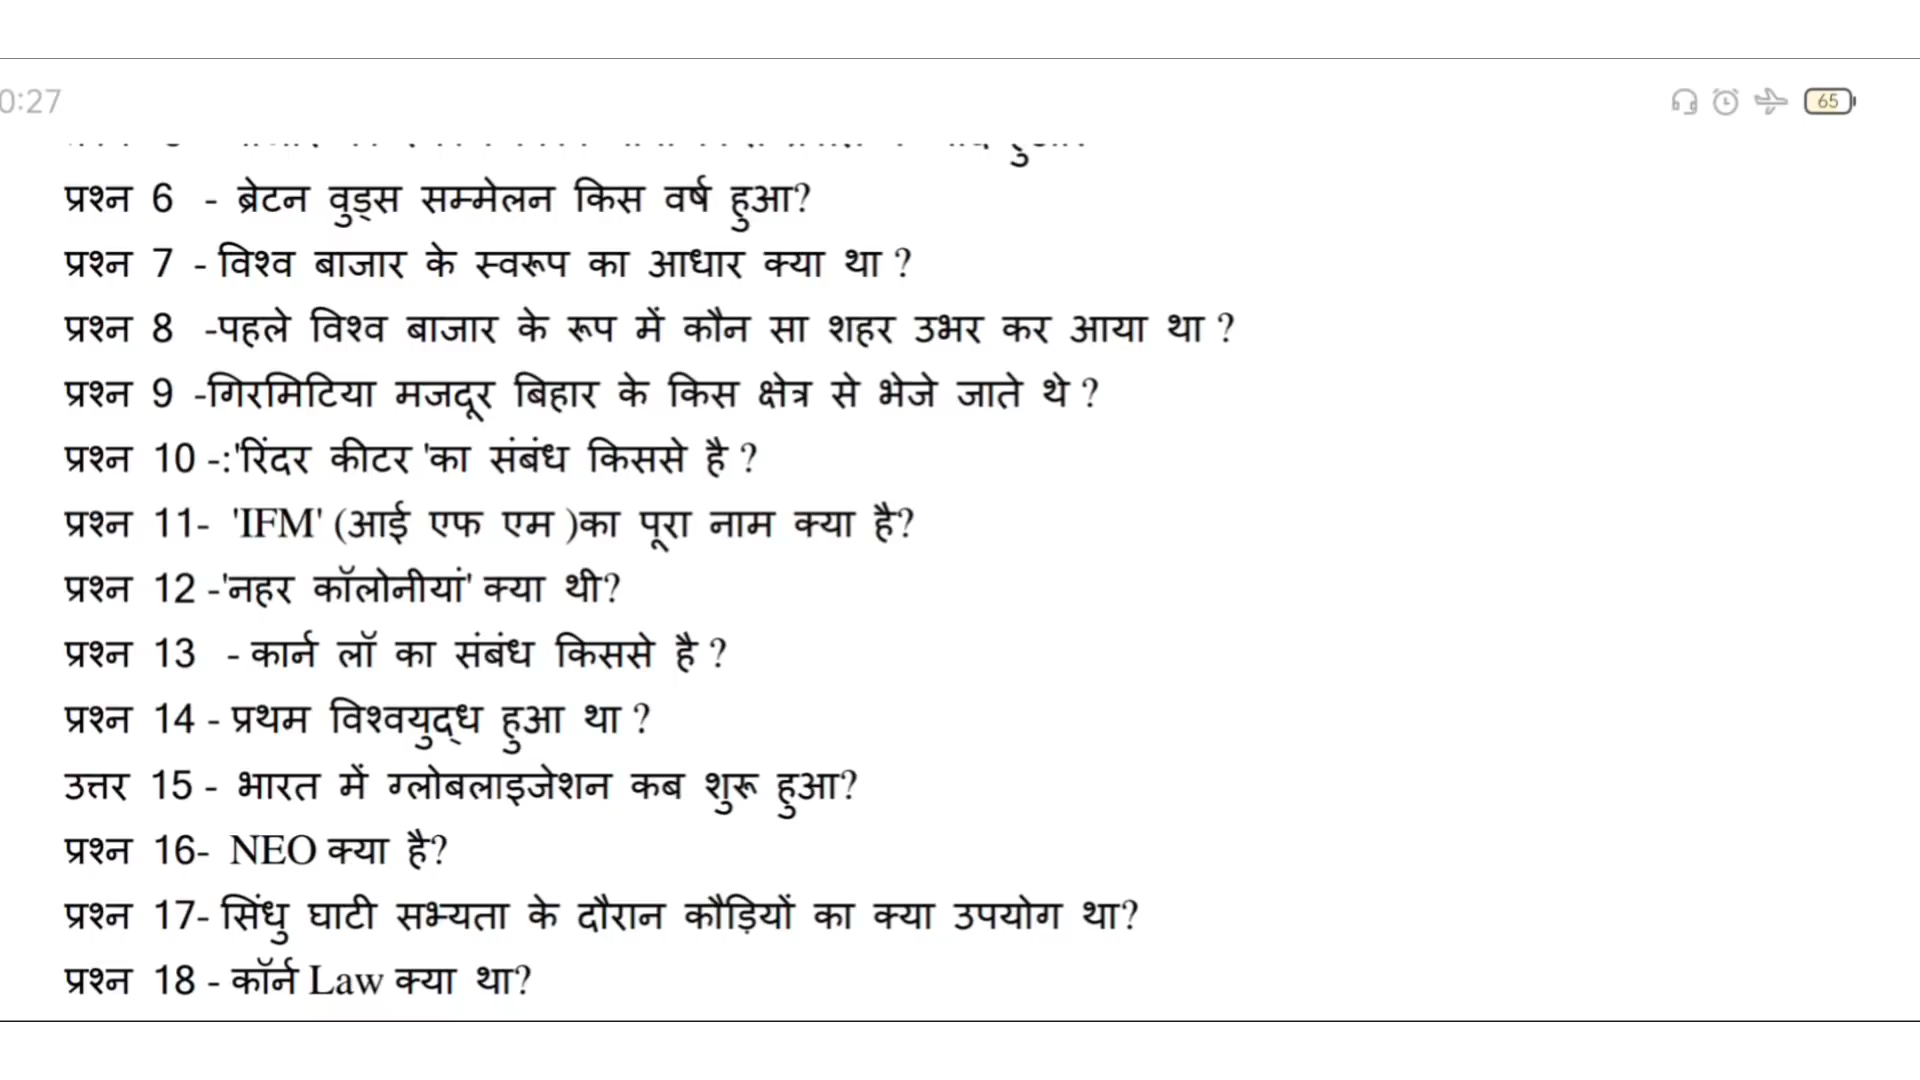 0:27
65
प्रश्न 6 - ब्रेटन वुड्स सम्मेलन किस वर्ष हुआ?
प्रश्न 7 - विश्व बाजार के स्वरूप का आधार क्या था ?
प्रश्न 8 -पहले विश्व बाजार के रूप में कौन सा शहर उभर कर आया था ?
प्रश्न 9 -गिरमिटिया मजदूर बिहार के किस क्षेत्र से भेजे जाते थे ?
प्रश्न 10 -:'रिंदर कीटर 'का संबंध किससे है ?
प्रश्न 11- 'IFM' (आई एफ एम )का पूरा नाम क्या है?
प्रश्न 12 -'नहर कॉलोनीयां' क्या थी?
प्रश्न 13 - कार्न लॉ का संबंध किससे है ?
प्रश्न 14 - प्रथम विश्वयुद्ध हुआ था ?
उत्तर 15 - भारत में ग्लोबलाइजेशन कब शुरू हुआ?
प्रश्न 16- NEO क्या है?
प्रश्न 17- सिंधु घाटी सभ्यता के दौरान कौड़ियों का क्या उपयोग था?
प्रश्न 18 - कॉर्न Law क्या था?